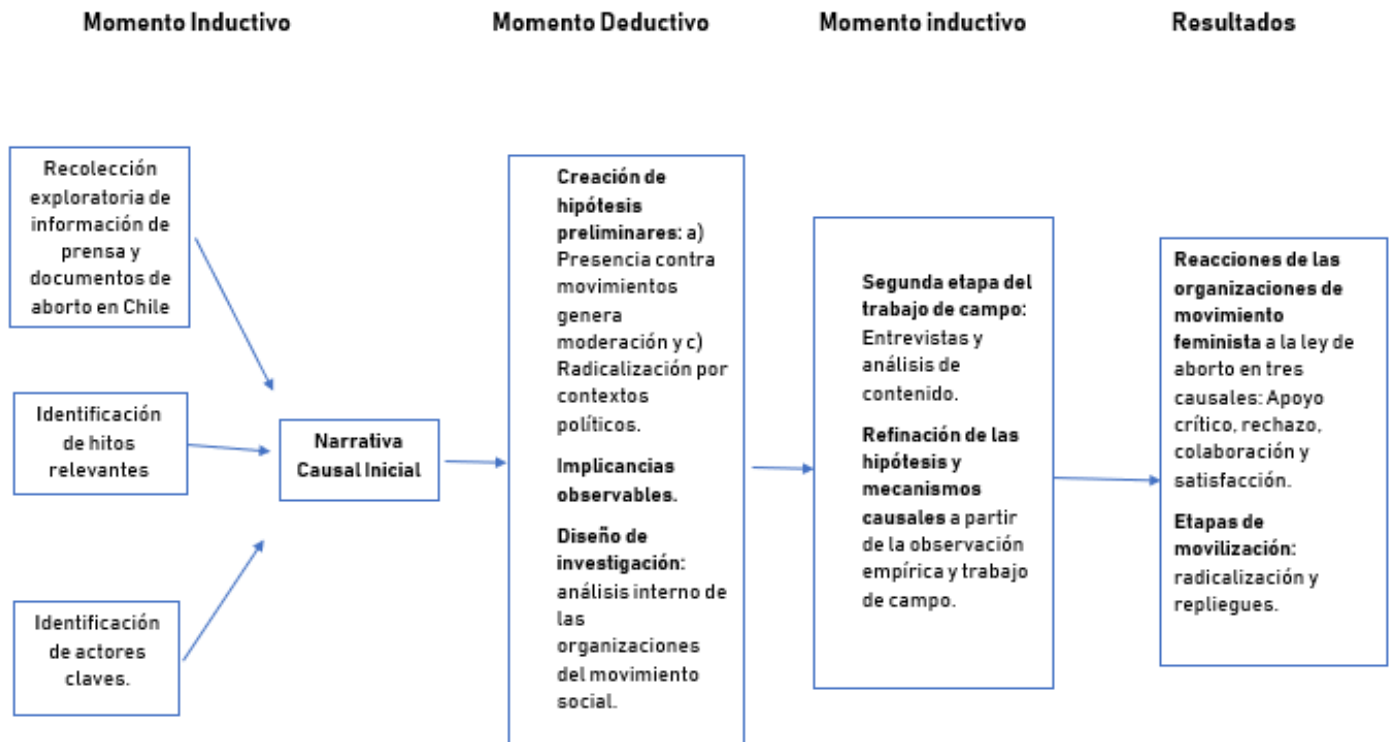 Momento Inductivo
Momento Deductivo
Momento inductivo
Resultados
Recolección
exploratoria de
información de
prensa y
documentos de
aborto en Chile
Identificación
de hitos
relevantes
Identificación
de actores
claves.
Narrativa
Causal Inicial
Creación de
hipótesis
preliminares: a)
Presencia contra
movimientos
genera
moderación y c)
Radicalización por
contextos
políticos.
Implicancias
observables.
Diseño de
investigación:
análisis interno de
las
organizaciones
del movimiento
social.
Segunda etapa del
trabajo de campo:
Entrevistas y
análisis de
contenido.
Refinación de las
hipótesis y
mecanismos
causales a partir
de la observación
empírica y trabajo
de campo.
Reacciones de las
organizaciones de
movimiento
feminista a la ley de
aborto en tres
causales: Apoyo
crítico, rechazo,
colaboración y
satisfacción.
Etapas de
movilización:
radicalización y
repliegues.